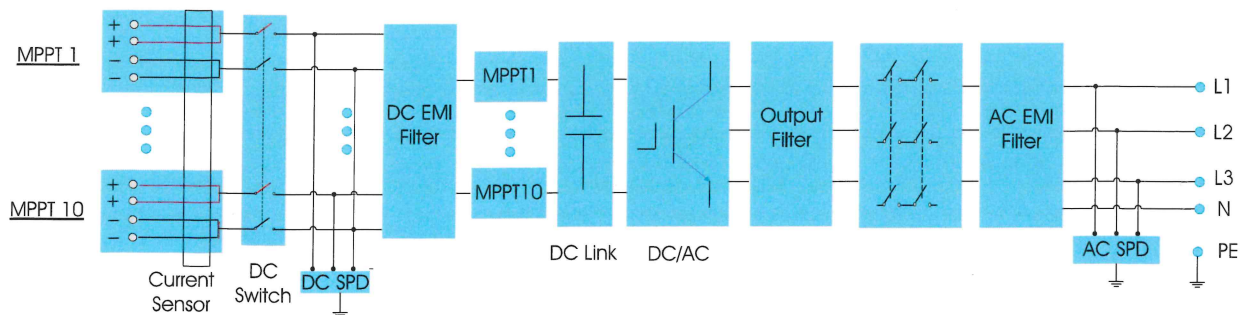 MPPT 1
+
+
−
−
MPPT 10
+
+
−
−
Current
Sensor
DC
Switch
DC SPD
DC EMI
Filter
MPPT1
MPPT10
DC Link
DC/AC
Output
Filter
AC EMI
Filter
AC SPD
L1
L2
L3
N
PE